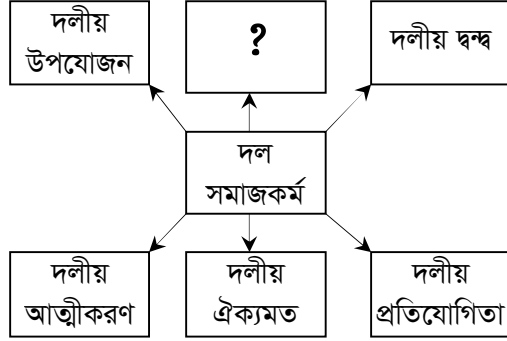 দলীয়
উপযোজন
?
দলীয় দ্বন্দ্ব
দল
সমাজকর্ম
দলীয়
আত্মীকরণ
দলীয়
ঐক্যমত
দলীয়
প্রতিযোগিতা